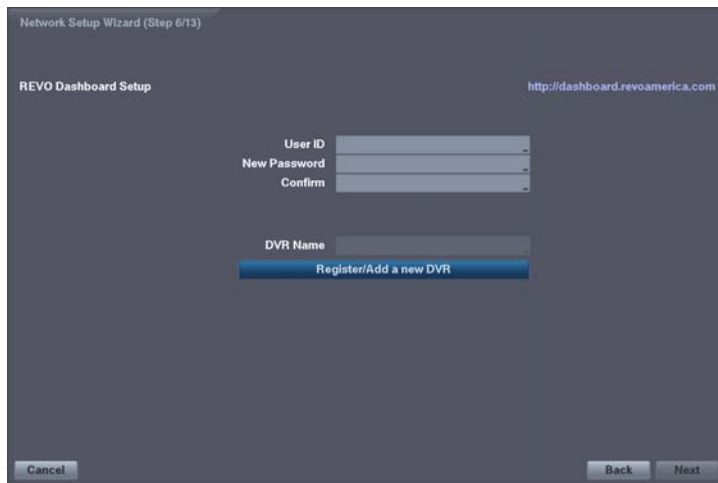 Network Setup Wizard (Step 6/13)
REVO Dashboard Setup http://dashboard.revoamerica.com
User ID
New Password
Confirm
DVR Name
Register/Add a new DVR
Cancel Back Next